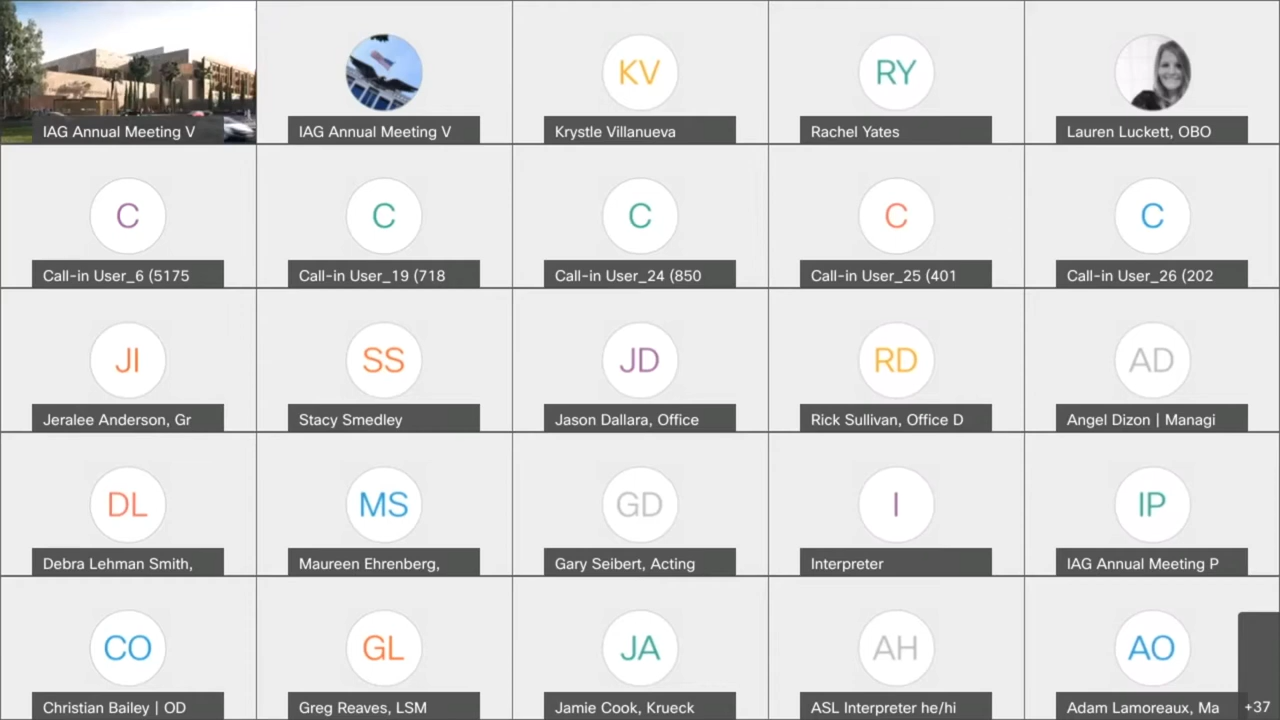 IAG Annual Meeting V
IAG Annual Meeting V
KV
Krystle Villanueva
RY
Rachel Yates
Lauren Luckett, OBO
C
Call-in User_6 (5175
C
Call-in User_19 (718
C
Call-in User_24 (850
C
Call-in User_25 (401
C
Call-in User_26 (202
JI
Jeralee Anderson, Gr
SS
Stacy Smedley
JD
Jason Dallara, Office
RD
Rick Sullivan, Office D
AD
Angel Dizon | Managi
DL
Debra Lehman Smith,
MS
Maureen Ehrenberg,
GD
Gary Seibert, Acting
I
Interpreter
IP
IAG Annual Meeting P
CO
Christian Bailey | OD
GL
Greg Reaves, LSM
JA
Jamie Cook, Krueck
AH
ASL Interpreter he/hi
AO
Adam Lamoreaux, Ma
+37